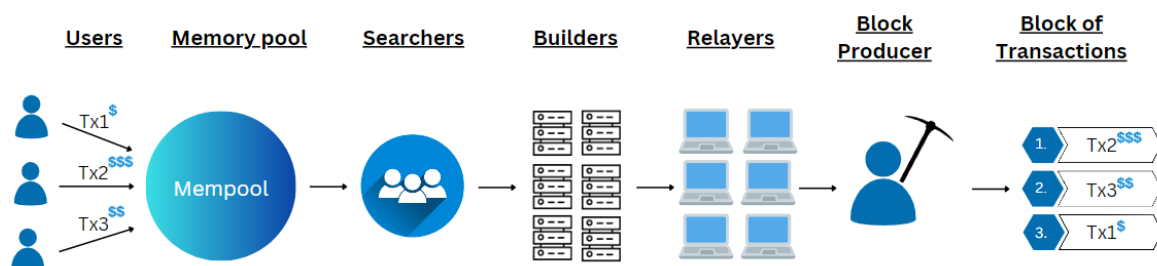 Users
Memory pool
Searchers
Builders
Relayers
Block
Producer
Block of
Transactions
Tx1$
Tx2$$$
Tx3$$
Mempool
1. Tx2$$$
2. Tx3$$
3. Tx1$